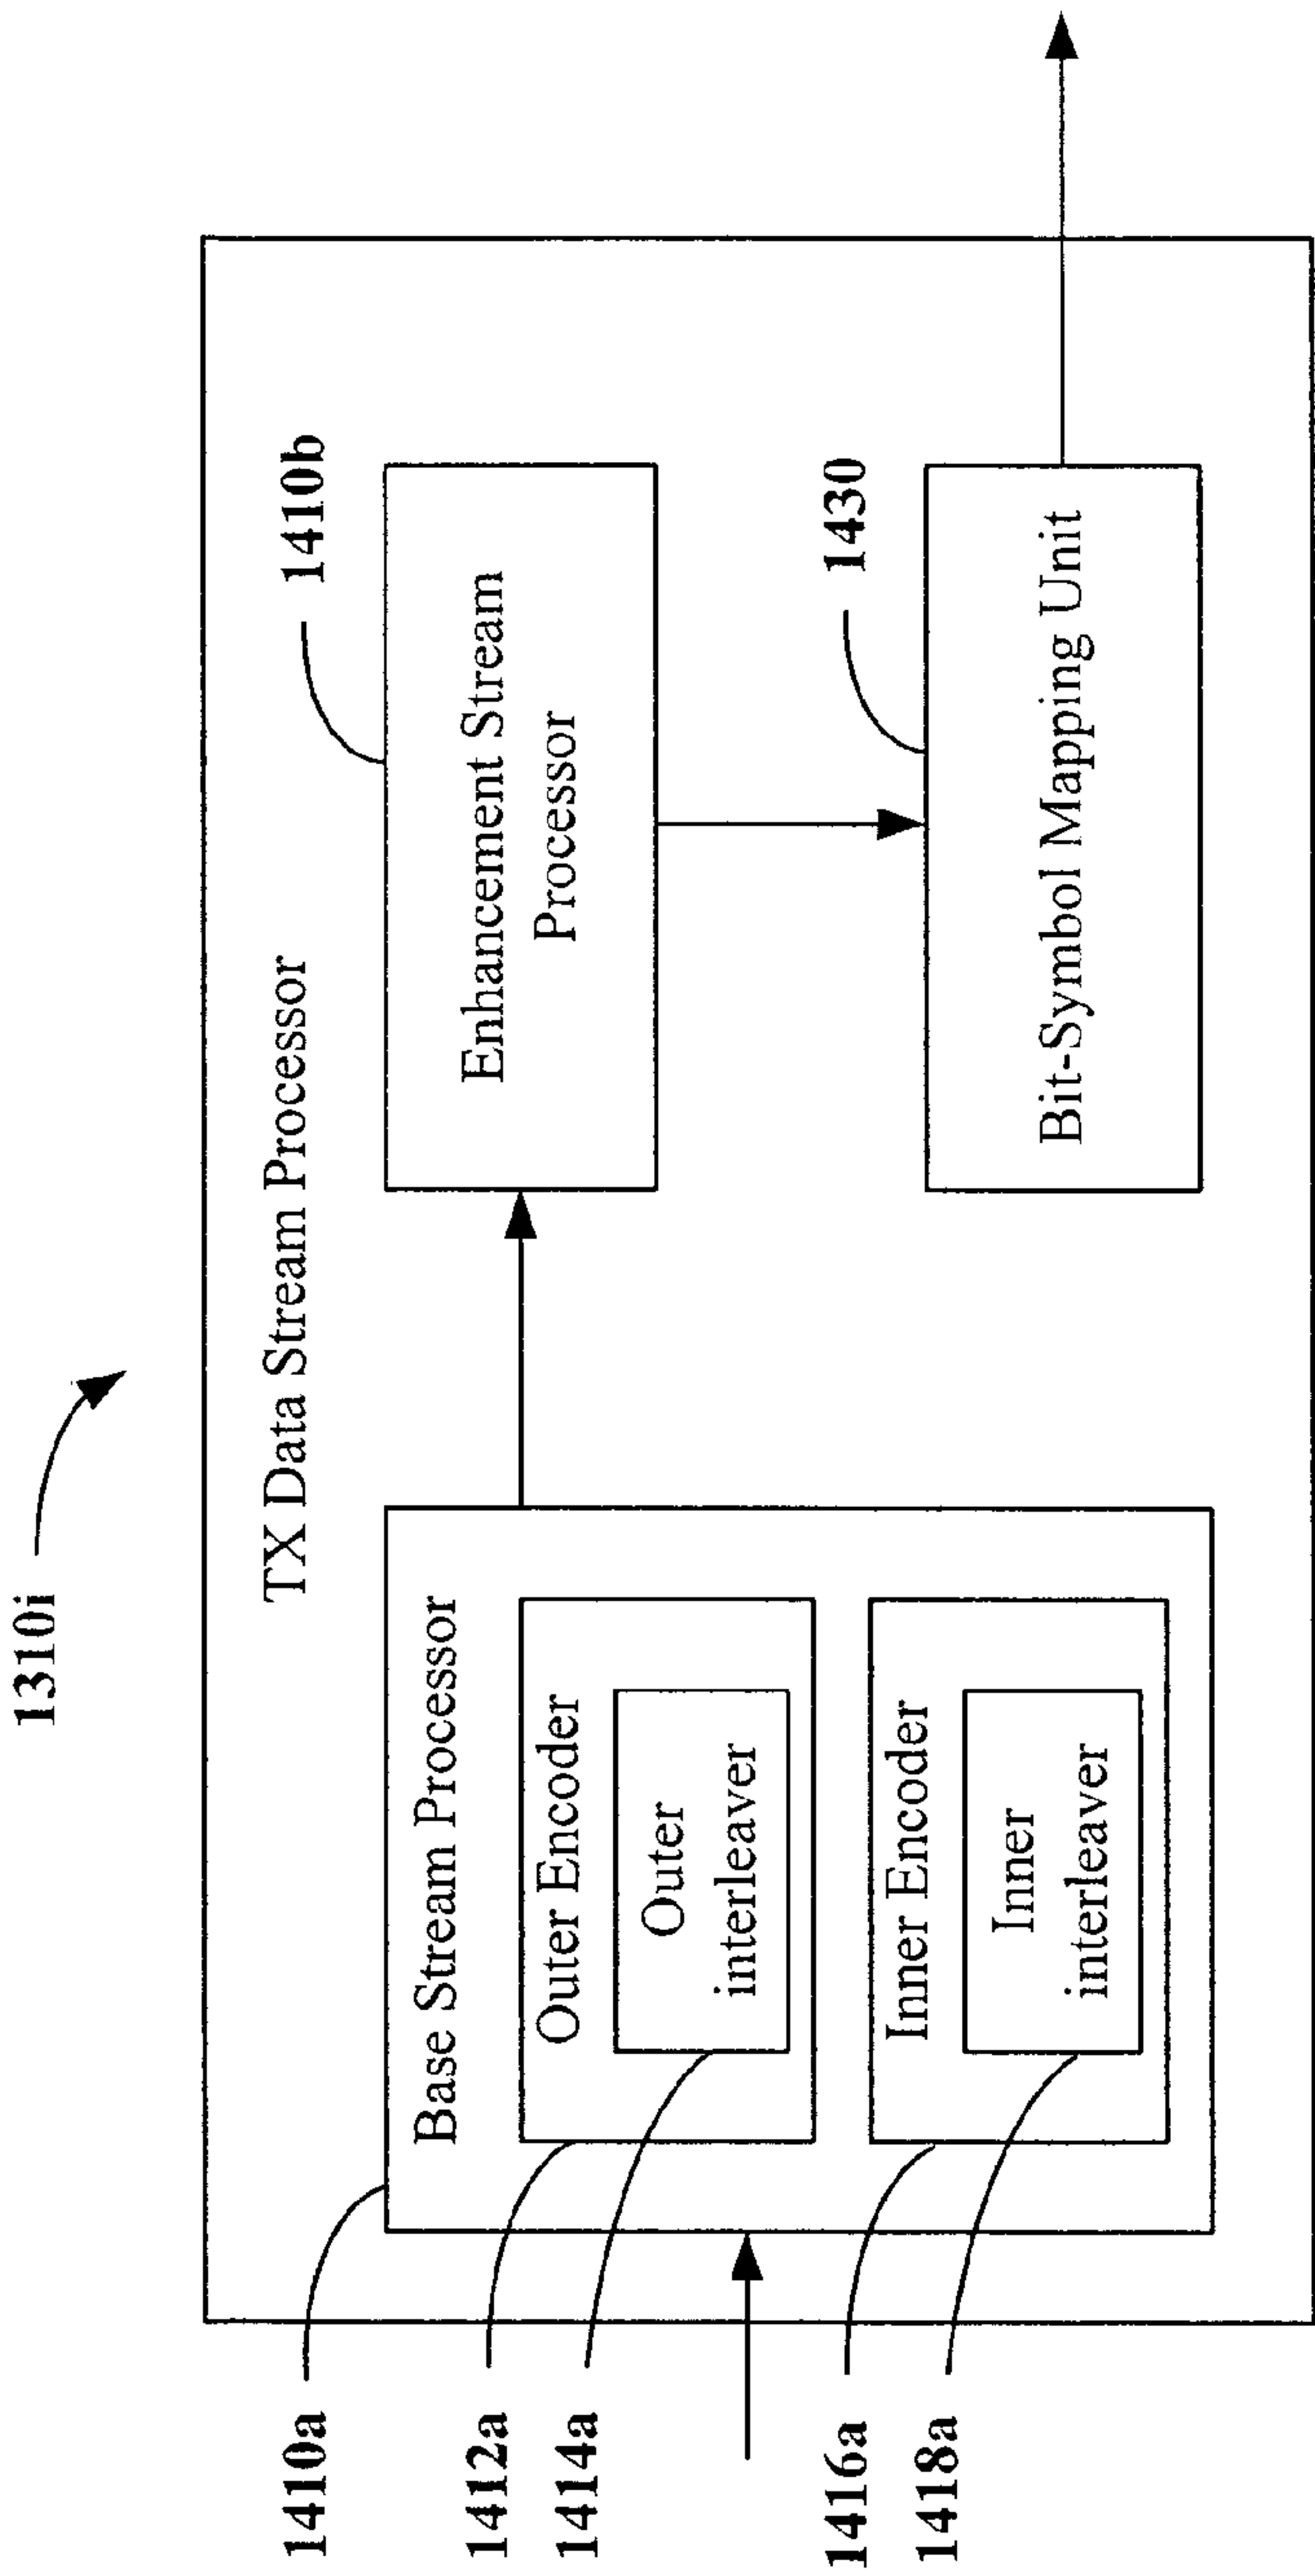 1310i
TX Data Stream Processor
1410a
Base Stream Processor
1412a
Outer Encoder
1414a
Outer
interleaver
1416a
Inner Encoder
1418a
Inner
interleaver
1410b
Enhancement Stream
Processor
1430
Bit-Symbol Mapping Unit